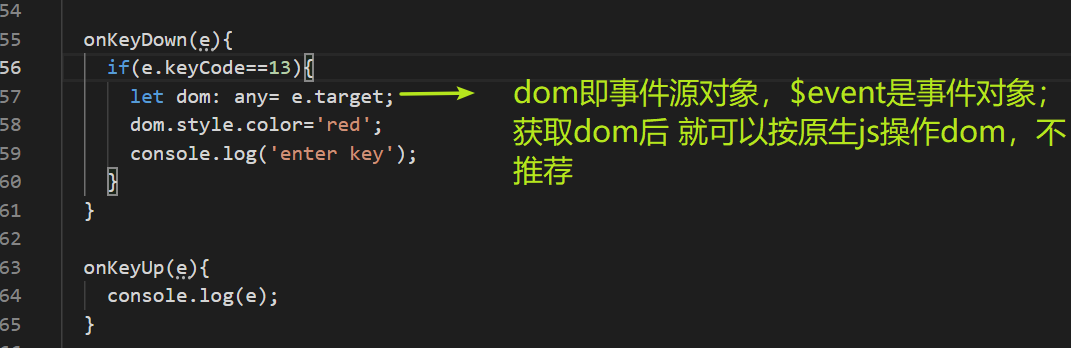 54
55 onKeyDown(e){
56 if(e.keyCode==13){
57 let dom: any= e.target;
dom即事件源对象，$event是事件对象；
58 dom.style.color='red';
获取dom后 就可以按原生js操作dom，不
59 console.log('enter key');
推荐
60 }
61 }
62
63 onKeyUp(e){
64 console.log(e);
65 }
66